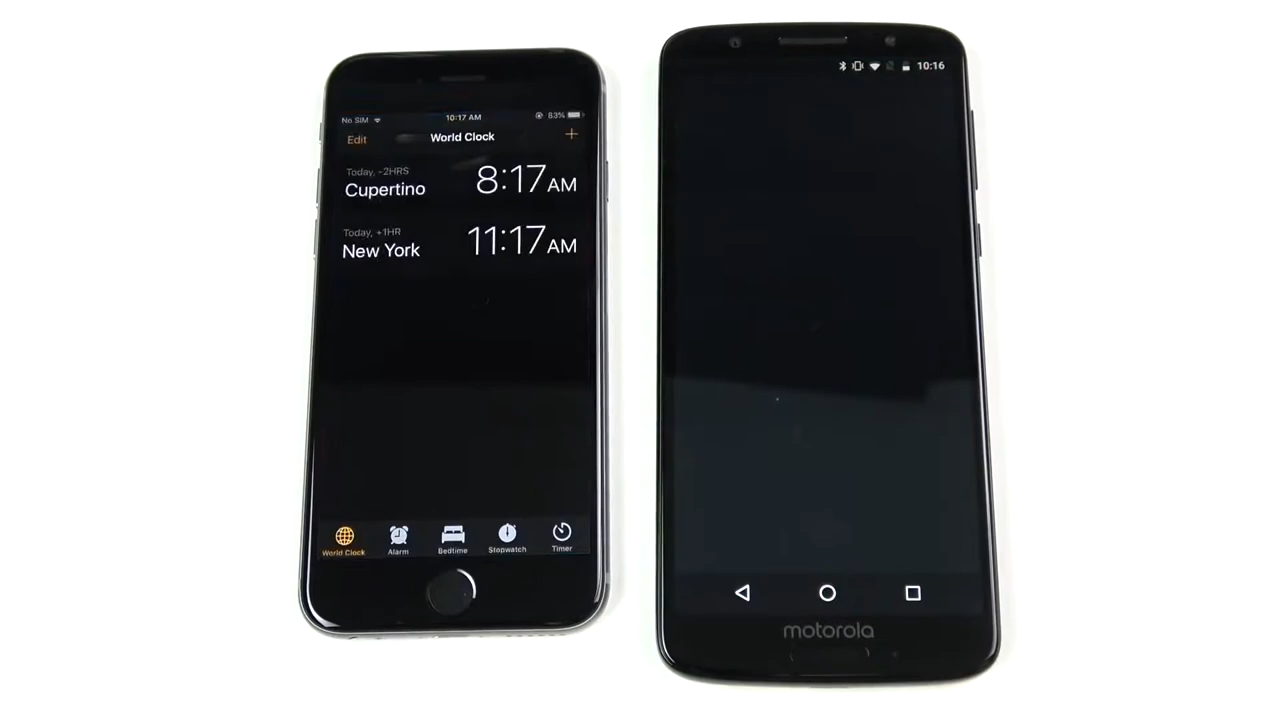 No SIM 10:17 AM 83%
Edit World Clock +
Today, -2HRS
Cupertino 8:17AM
Today, +1HR
New York 11:17AM
World Clock Alarm Bedtime Stopwatch Timer
10:16
motorola